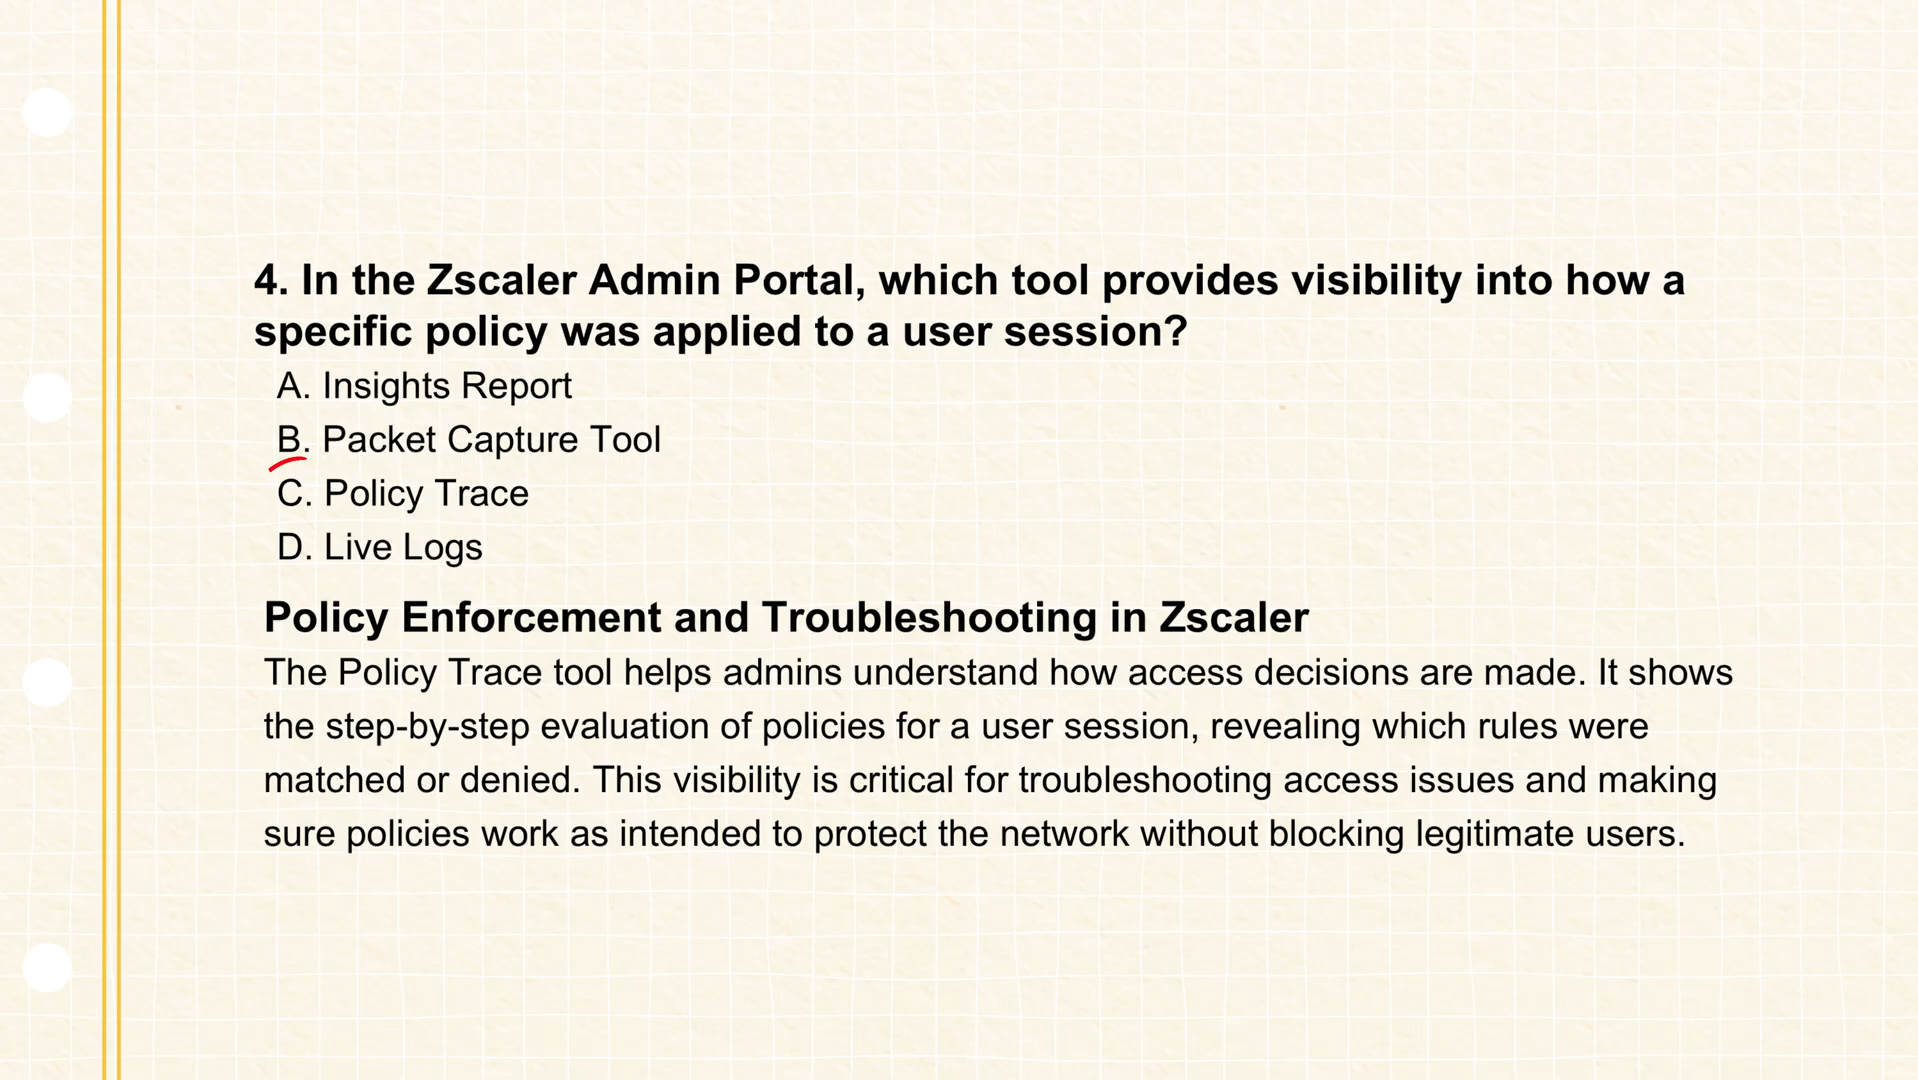 4. In the Zscaler Admin Portal, which tool provides visibility into how a
specific policy was applied to a user session?
A. Insights Report
B. Packet Capture Tool
C. Policy Trace
D. Live Logs
Policy Enforcement and Troubleshooting in Zscaler
The Policy Trace tool helps admins understand how access decisions are made. It shows
the step-by-step evaluation of policies for a user session, revealing which rules were
matched or denied. This visibility is critical for troubleshooting access issues and making
sure policies work as intended to protect the network without blocking legitimate users.